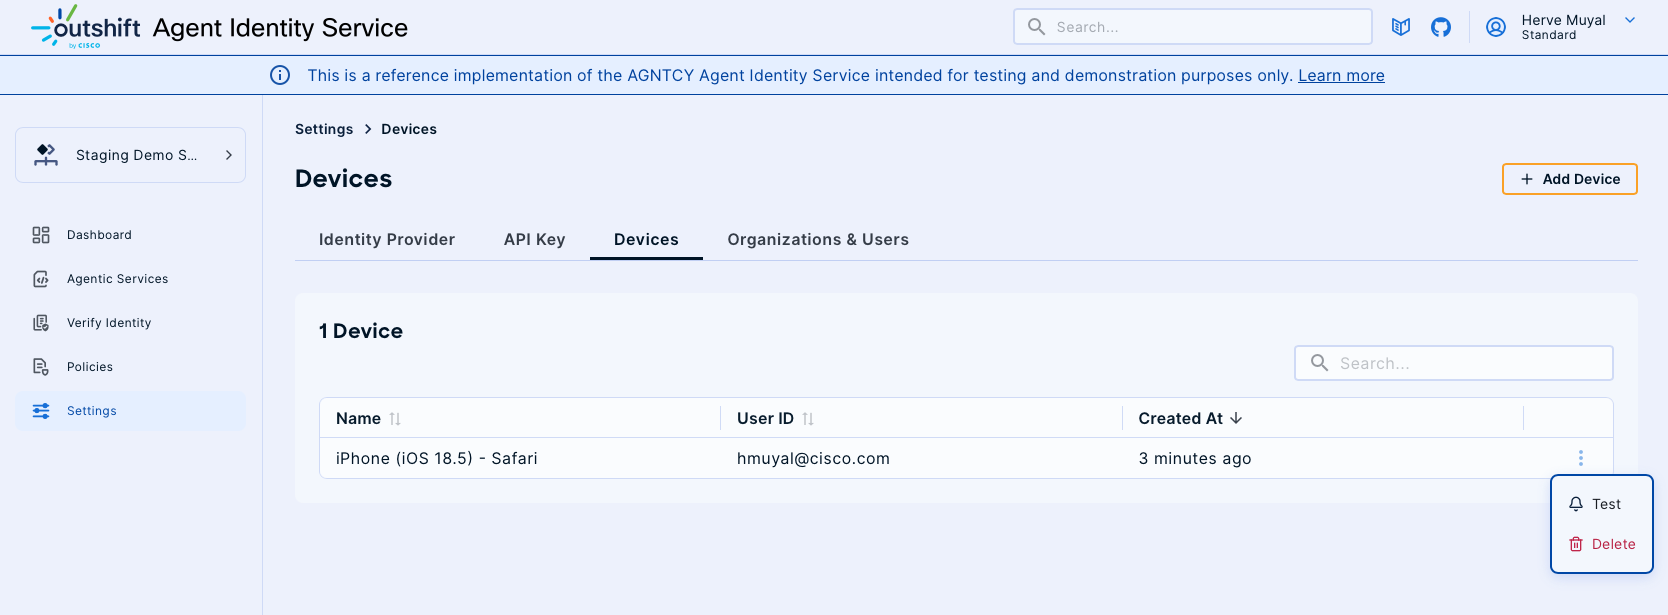 outshift
by CISCO
Agent Identity Service
Search...
Herve Muyal
Standard
This is a reference implementation of the AGNTCY Agent Identity Service intended for testing and demonstration purposes only. Learn more
Staging Demo S...
Dashboard
Agentic Services
Verify Identity
Policies
Settings
Settings > Devices
Devices
+ Add Device
Identity Provider API Key Devices Organizations & Users
1 Device
Search...
Name User ID Created At
iPhone (iOS 18.5) - Safari hmuyal@cisco.com 3 minutes ago
Test
Delete